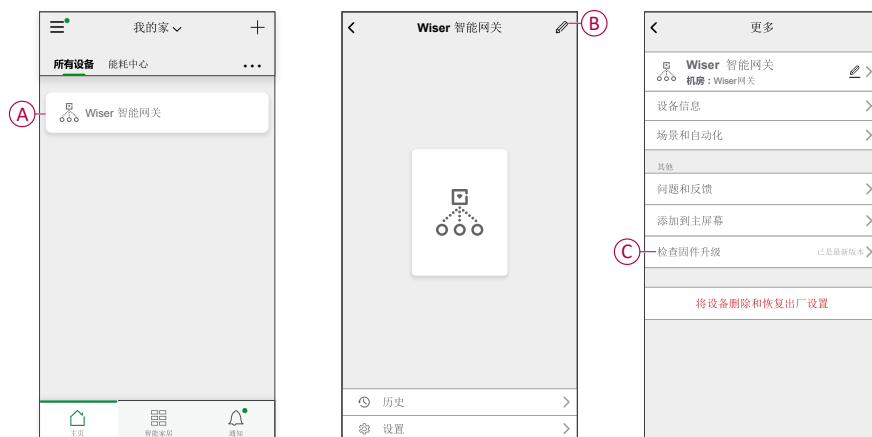 我的家
所有设备 能耗中心
A
Wiser 智能网关
主页 智能家居 通知
Wiser 智能网关
B
历史
设置
更多
Wiser 智能网关
机房：Wiser网关
设备信息
场景和自动化
其他
问题和反馈
添加到主屏幕
C
检查固件升级 已是最新版本
将设备删除和恢复出厂设置